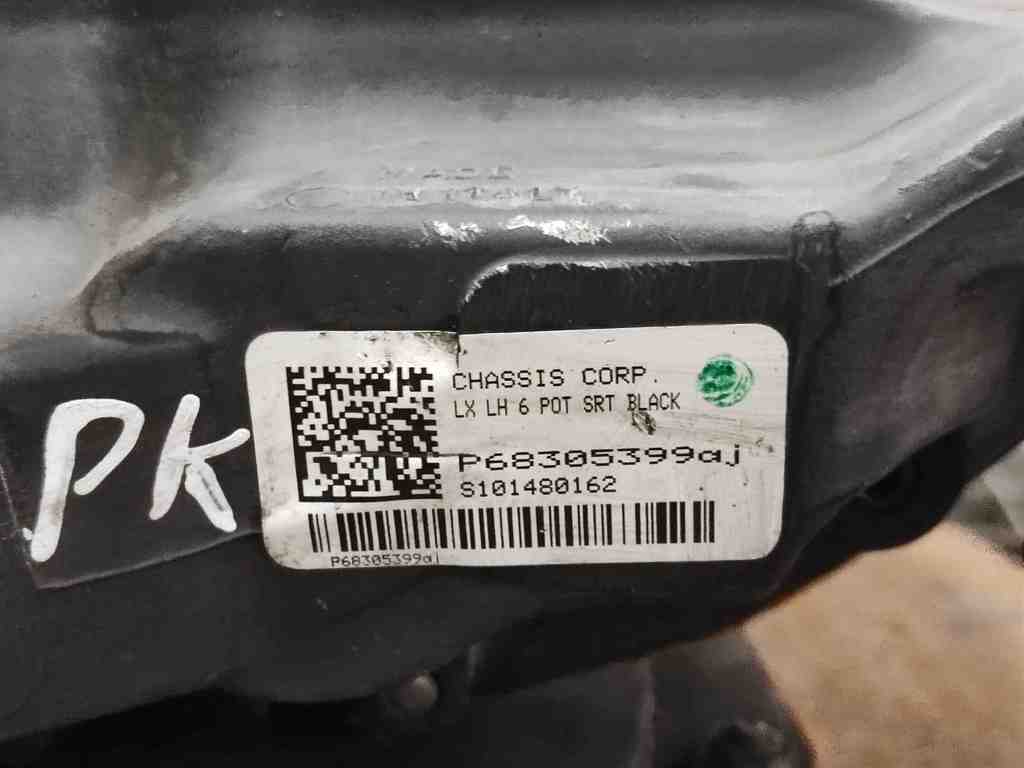 PK
CHASSIS CORP.
LX LH 6 POT SRT BLACK
P68305399aj
S101480162
P68305399aj